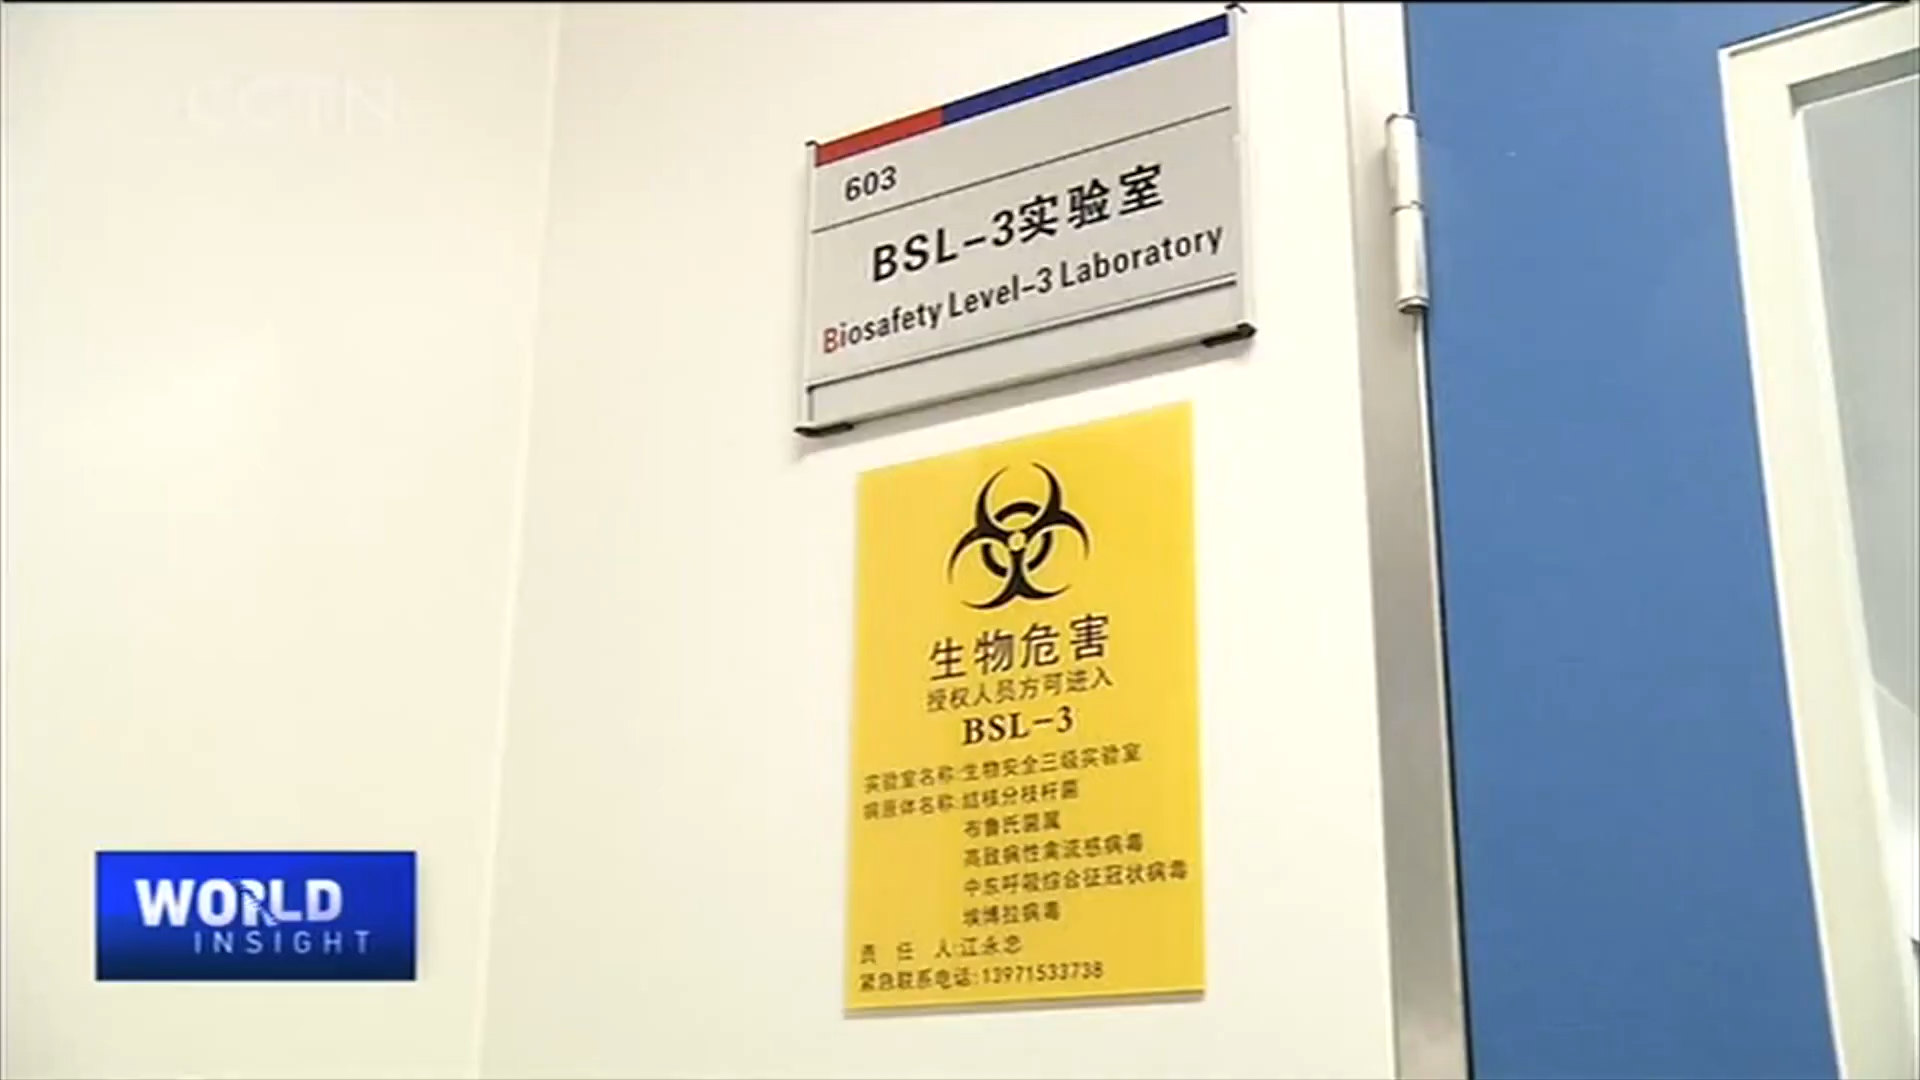 CGTN
603
BSL-3实验室
Biosafety Level-3 Laboratory
生物危害
授权人员方可进入
BSL-3
实验室名称:生物安全三级实验室
病原体名称:结核分枝杆菌
布鲁氏菌属
高致病性禽流感病毒
中东呼吸综合征冠状病毒
埃博拉病毒
责 任 人:江永忠
紧急联系电话:13971533738
WORLD
INSIGHT